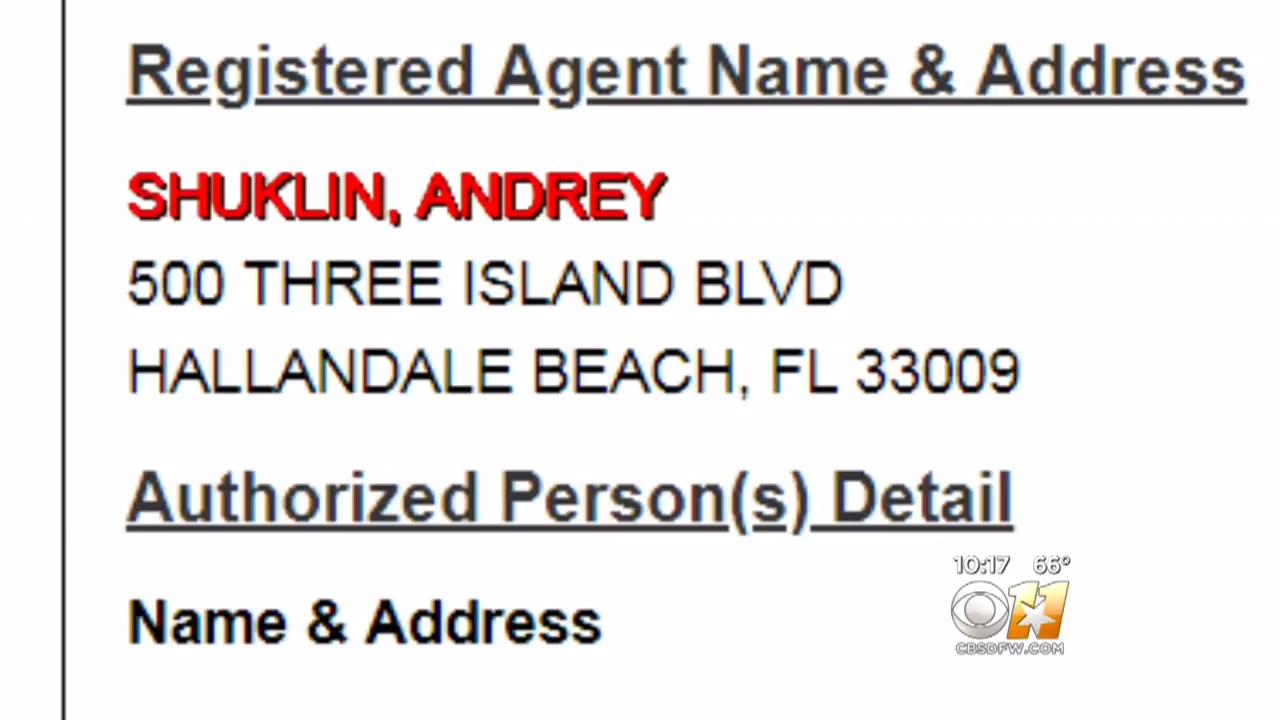 Registered Agent Name & Address
SHUKLIN, ANDREY
500 THREE ISLAND BLVD
HALLANDALE BEACH, FL 33009
Authorized Person(s) Detail
Name & Address
10:17 66°
11
CBSDFW.COM